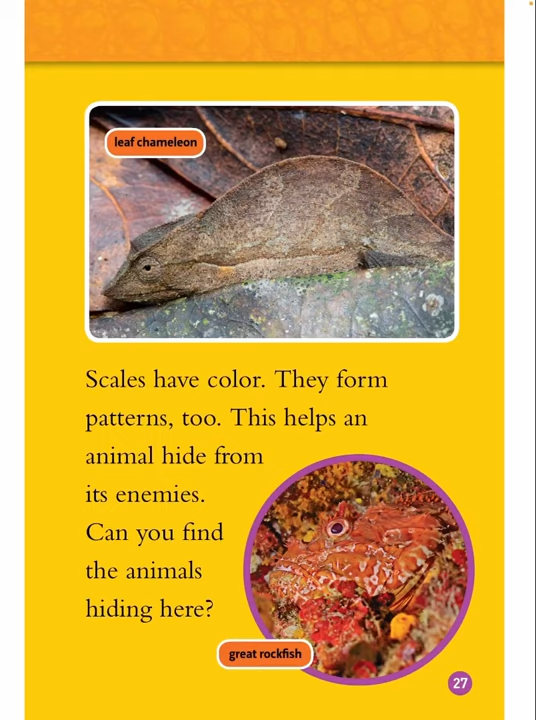 leaf chameleon
Scales have color. They form
patterns, too. This helps an
animal hide from
its enemies.
Can you find
the animals
hiding here?
great rockfish
27